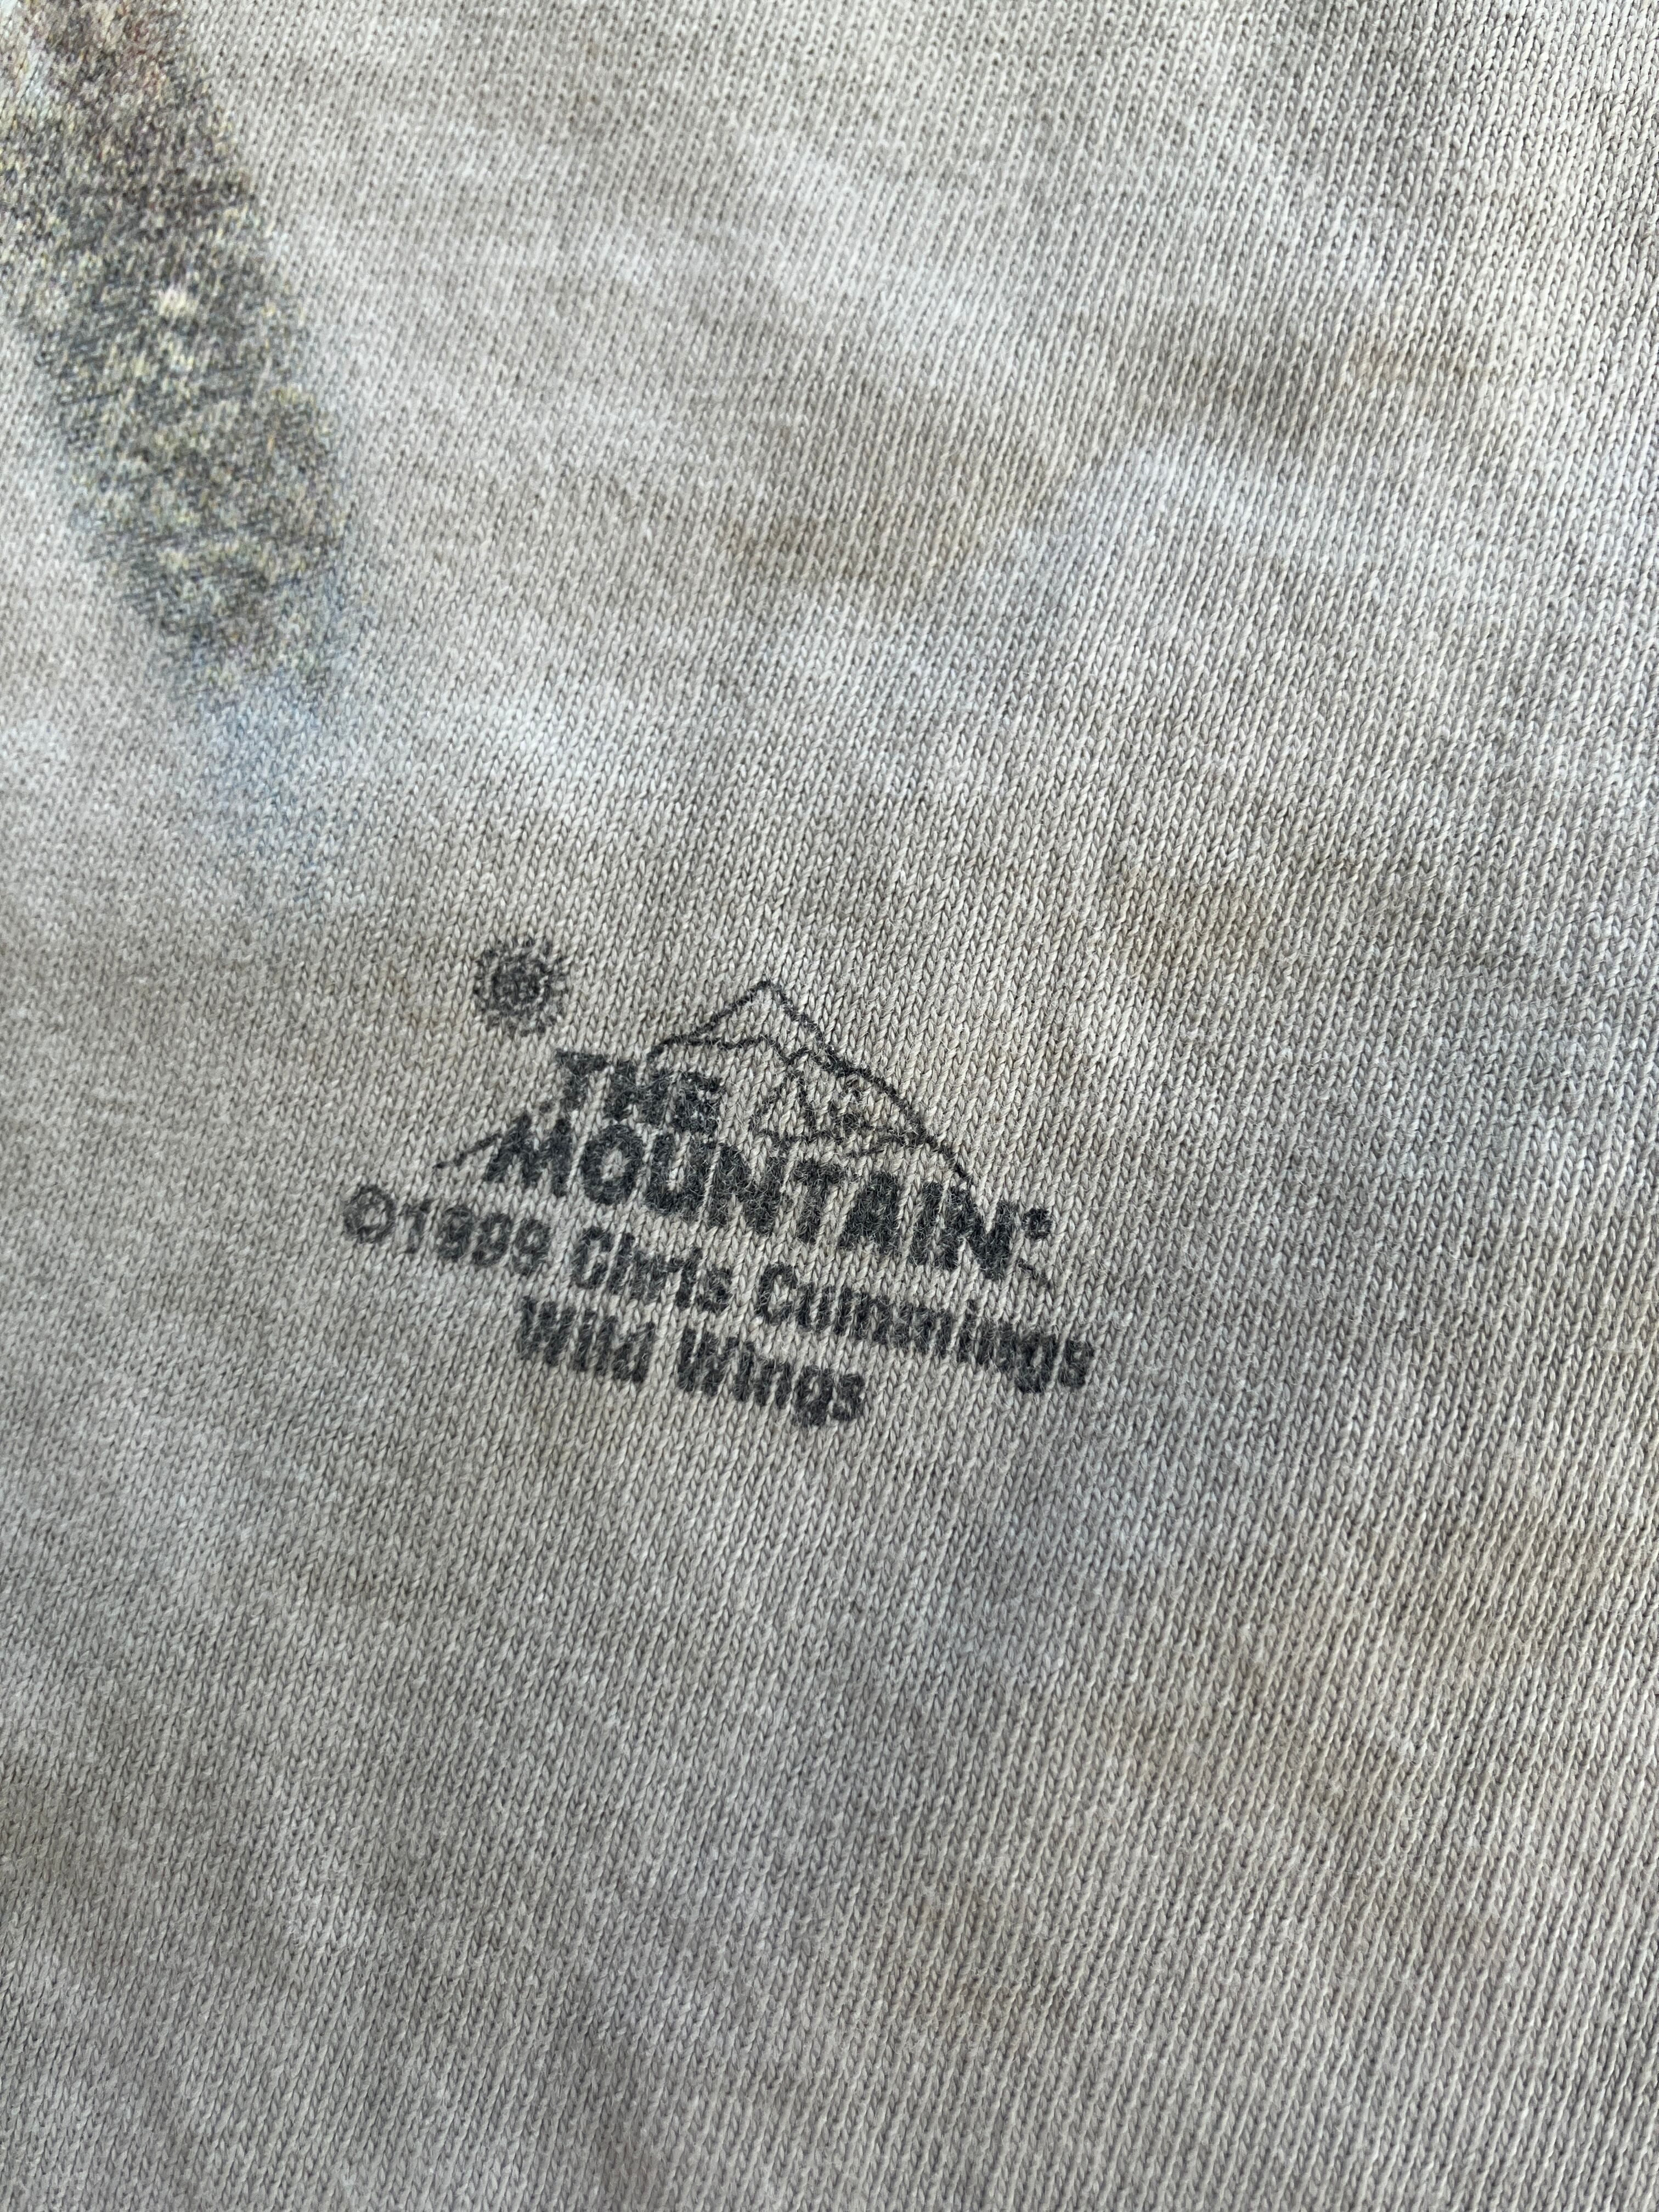 THE
MOUNTAIN®
©1999 Chris Cummings
Wild Wings